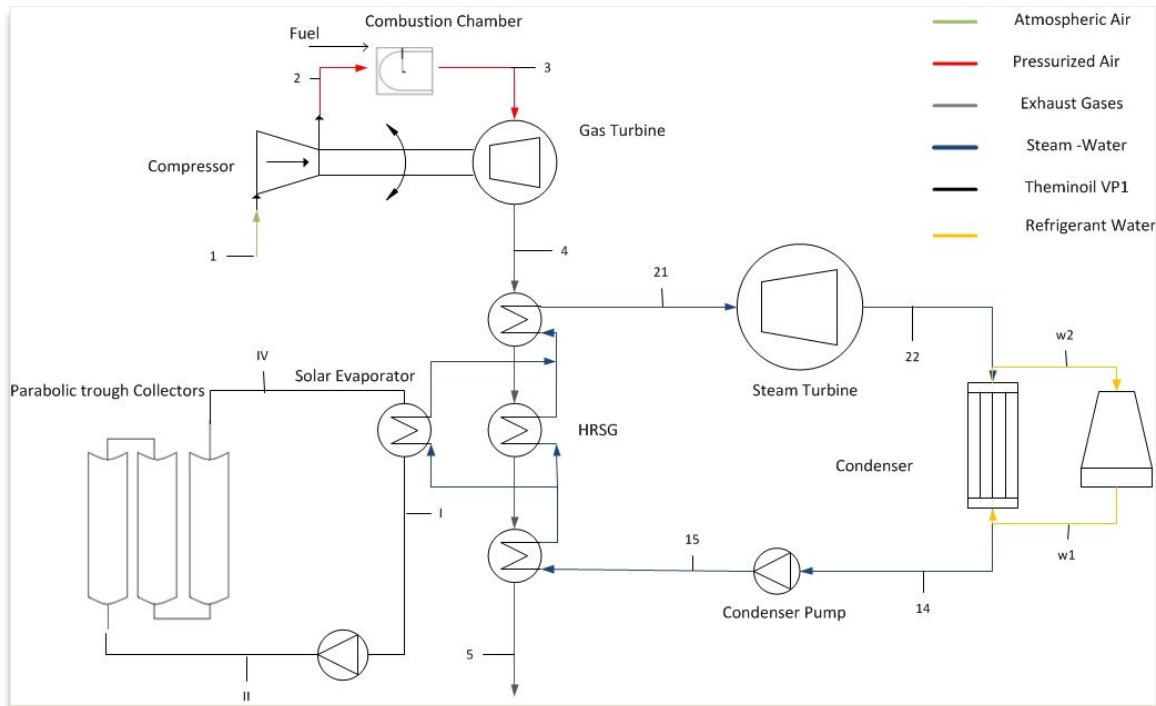 Combustion Chamber
Atmospheric Air
Fuel
Pressurized Air
2
3
Exhaust Gases
Gas Turbine
Steam -Water
Compressor
Theminoil VP1
Refrigerant Water
1
4
21
22
w2
IV
Solar Evaporator
Parabolic trough Collectors
Steam Turbine
HRSG
Condenser
I
15
w1
14
Condenser Pump
5
II